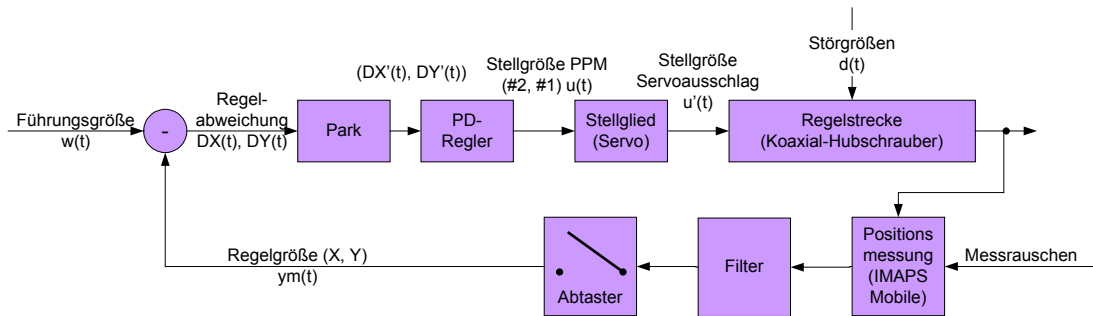 Störgrößen
d(t)
Führungsgröße
w(t)
-
Regel-
abweichung
DX(t), DY(t)
Park
(DX'(t), DY'(t))
PD-
Regler
Stellgröße PPM
(#2, #1) u(t)
Stellglied
(Servo)
Stellgröße
Servoausschlag
u'(t)
Regelstrecke
(Koaxial-Hubschrauber)
Regelgröße (X, Y)
ym(t)
Abtaster
Filter
Positions
messung
(IMAPS
Mobile)
Messrauschen